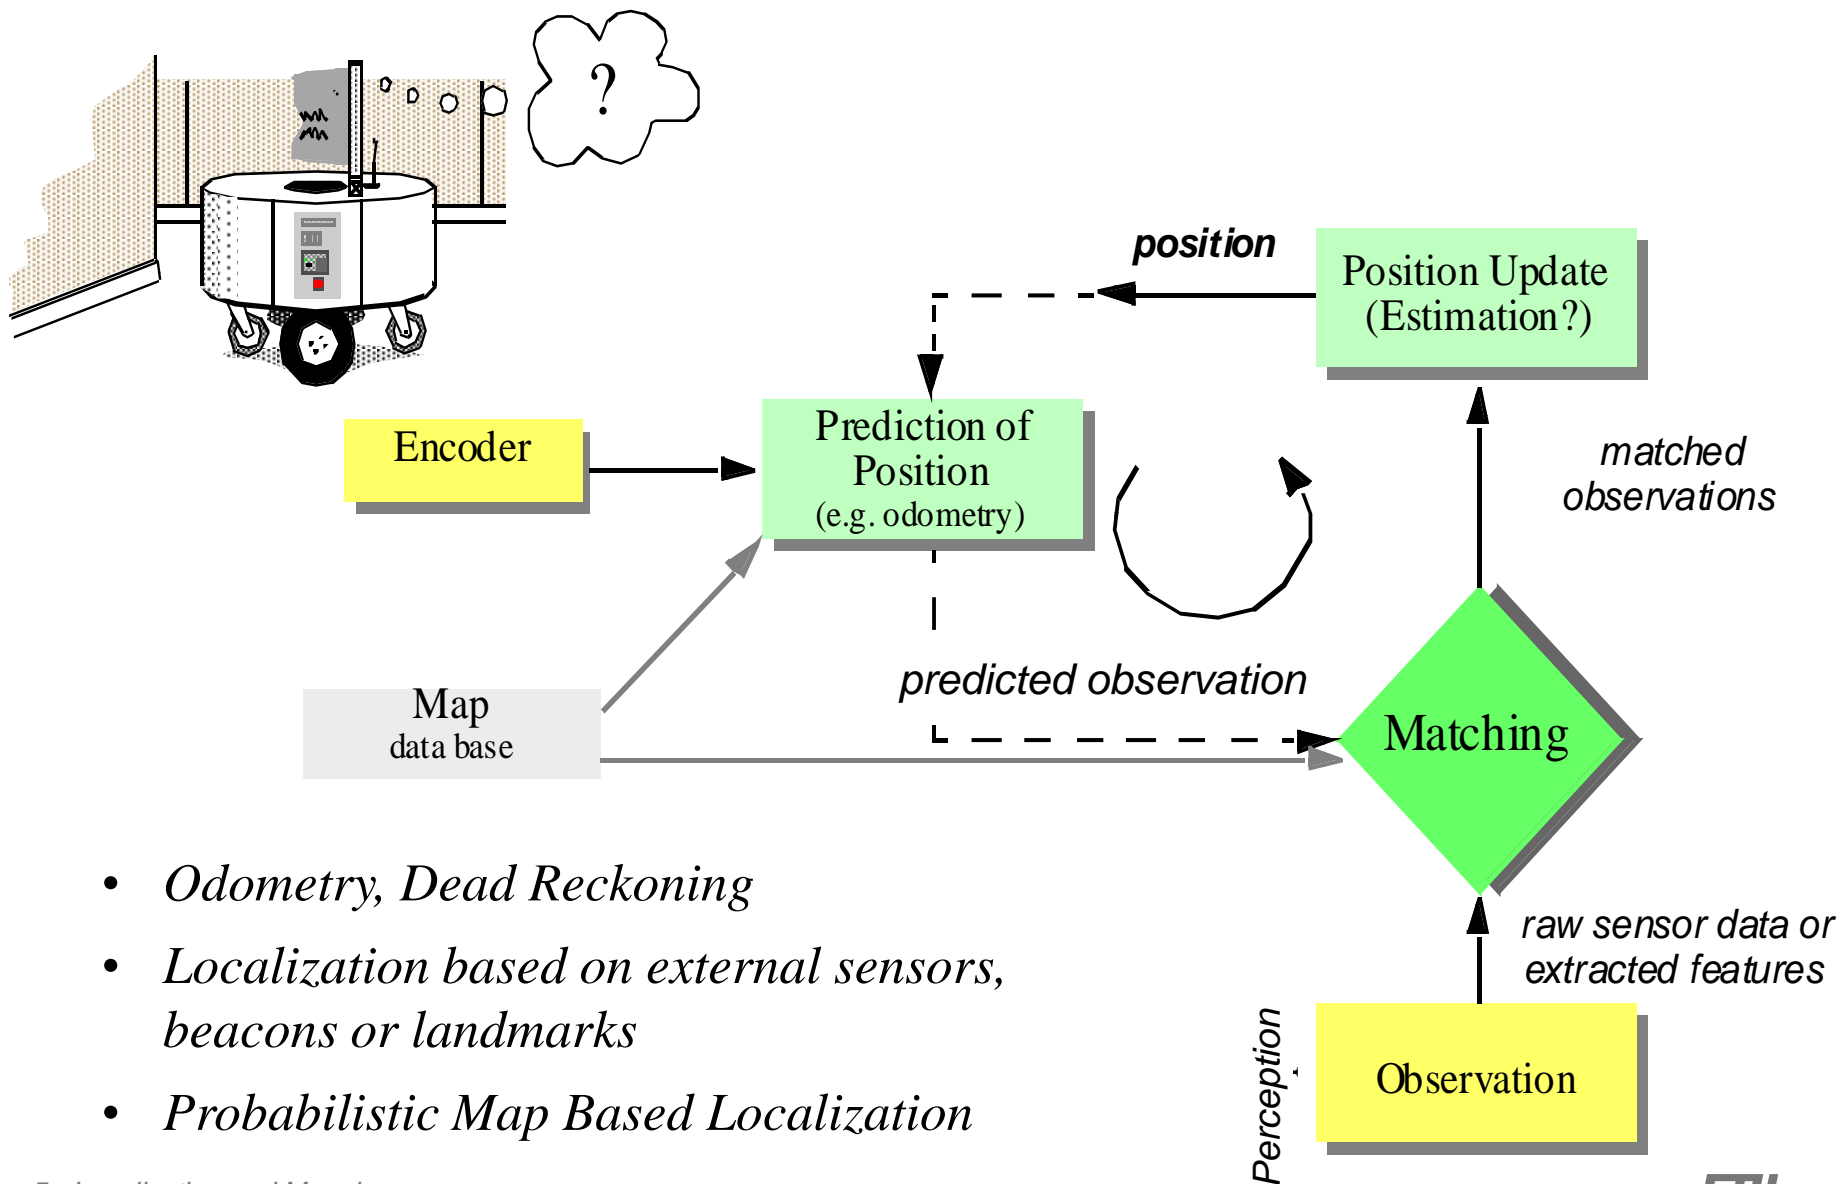 ?
position
Position Update
(Estimation?)
Encoder
Prediction of
Position
(e.g. odometry)
matched
observations
predicted observation
Map
data base
Matching
• Odometry, Dead Reckoning
• Localization based on external sensors,
beacons or landmarks
• Probabilistic Map Based Localization
raw sensor data or
extracted features
Perception
Observation